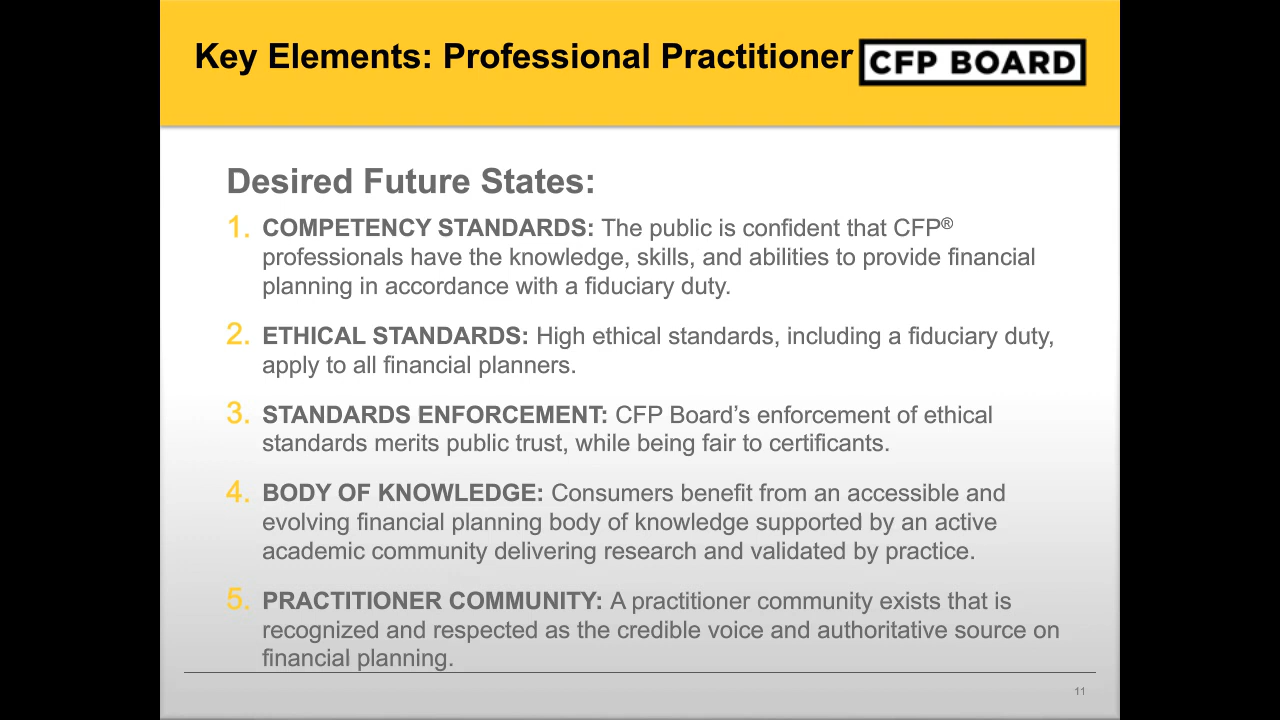 Key Elements: Professional Practitioner
CFP BOARD
Desired Future States:
1. COMPETENCY STANDARDS: The public is confident that CFP®
professionals have the knowledge, skills, and abilities to provide financial
planning in accordance with a fiduciary duty.
2. ETHICAL STANDARDS: High ethical standards, including a fiduciary duty,
apply to all financial planners.
3. STANDARDS ENFORCEMENT: CFP Board’s enforcement of ethical
standards merits public trust, while being fair to certificants.
4. BODY OF KNOWLEDGE: Consumers benefit from an accessible and
evolving financial planning body of knowledge supported by an active
academic community delivering research and validated by practice.
5. PRACTITIONER COMMUNITY: A practitioner community exists that is
recognized and respected as the credible voice and authoritative source on
financial planning.
11